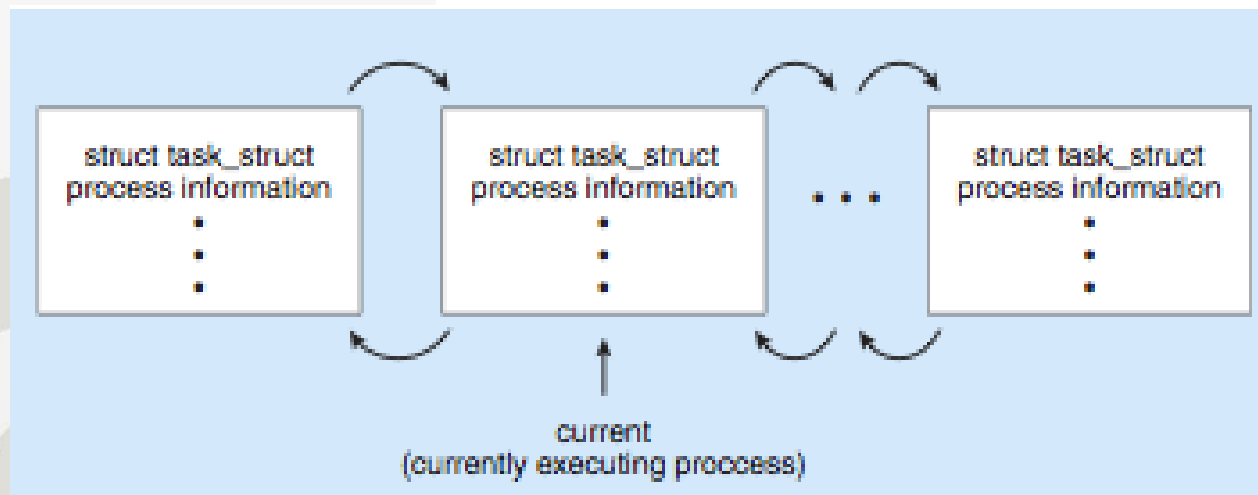 struct task_struct
process information
•
•
•
struct task_struct
process information
•
•
•
• • •
struct task_struct
process information
•
•
•
current
(currently executing proccess)